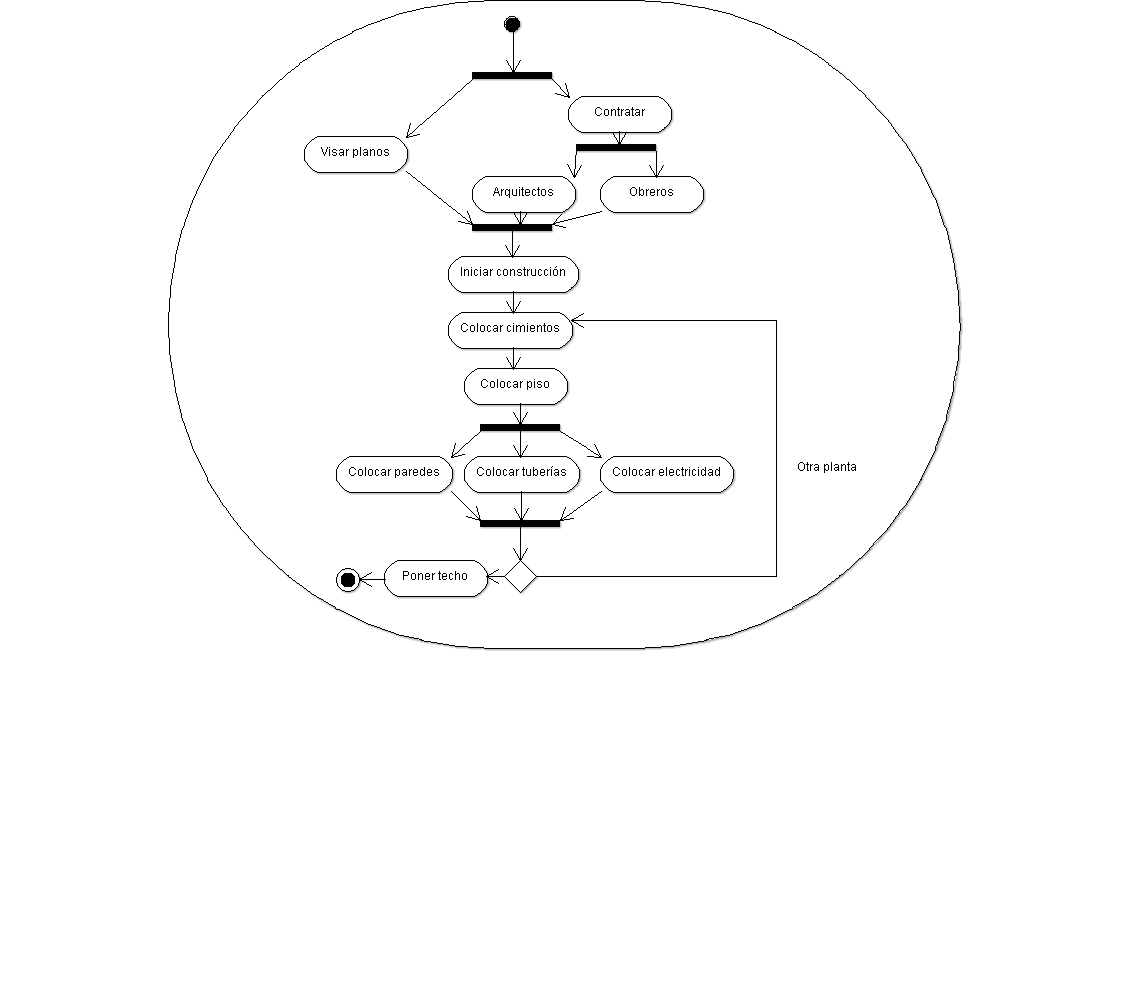 Contratar
Visar planos
Arquitectos
Obreros
Iniciar construcción
Colocar cimientos
Colocar piso
Colocar paredes
Colocar tuberías
Colocar electricidad
Otra planta
Poner techo